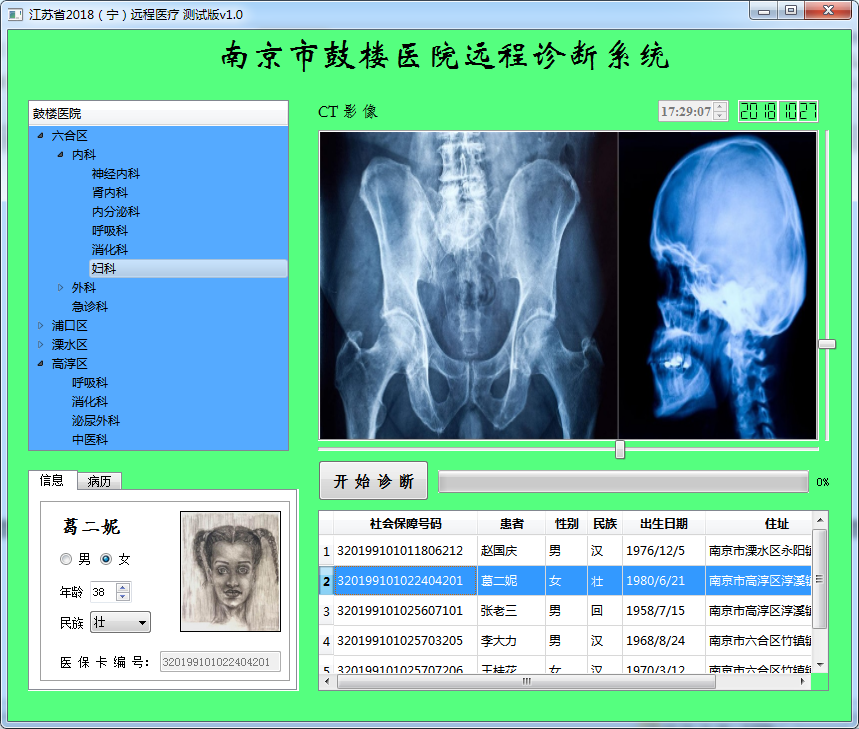 江苏省2018（宁）远程医疗 测试版v1.0
南京市鼓楼医院远程诊断系统
鼓楼医院
六合区
内科
神经内科
肾内科
内分泌科
呼吸科
消化科
妇科
外科
急诊科
浦口区
溧水区
高淳区
呼吸科
消化科
泌尿外科
中医科
CT 影像
17:29:07
2018 1027
开始诊断
0%
信息 病历
葛二妮
男 女
年龄 38
民族 壮
医保卡编号： 320199101022404201
社会保障号码 患者 性别 民族 出生日期 住址
1 320199101011806212 赵国庆 男 汉 1976/12/5 南京市溧水区永阳镇
2 320199101022404201 葛二妮 女 壮 1980/6/21 南京市高淳区淳溪镇
3 320199101025607101 张老三 男 回 1958/7/15 南京市高淳区淳溪镇
4 320199101025703205 李大力 男 汉 1968/8/24 南京市六合区竹镇镇
5 320199101025707206 王桂花 女 汉 1970/3/12 南京市六合区竹镇镇